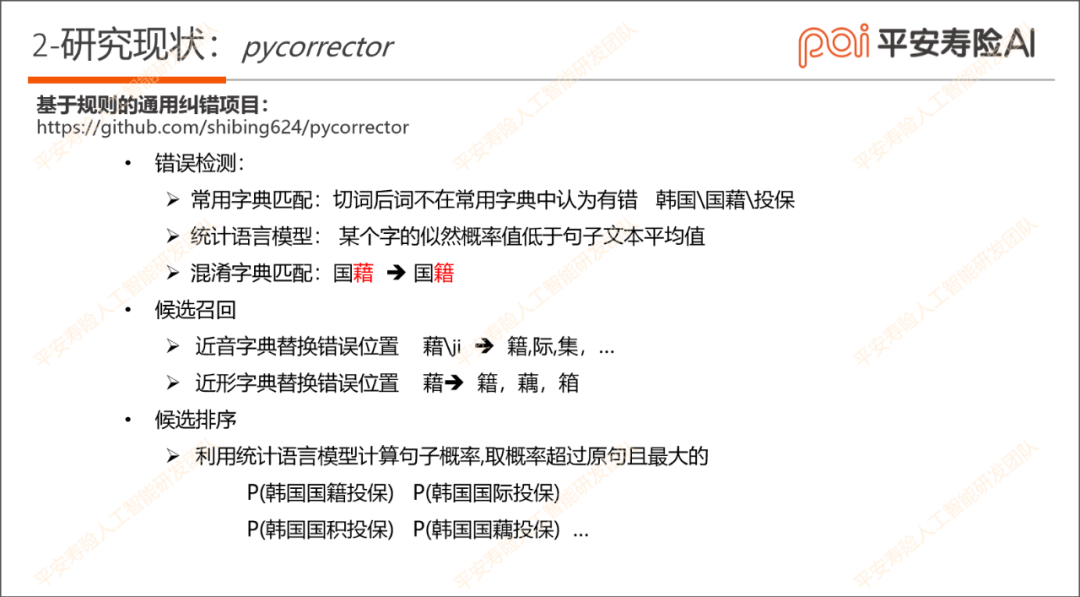 2-研究现状：pycorrector
pai 平安寿险AI
基于规则的通用纠错项目：
https://github.com/shibing624/pycorrector
• 错误检测：
➢ 常用字典匹配：切词后词不在常用字典中认为有错 韩国\国藉\投保
➢ 统计语言模型： 某个字的似然概率值低于句子文本平均值
➢ 混淆字典匹配：国藉 ➔ 国籍
• 候选召回
➢ 近音字典替换错误位置 藉\ji ➔ 籍,际,集，…
➢ 近形字典替换错误位置 藉➔ 籍，藕，箱
• 候选排序
➢ 利用统计语言模型计算句子概率,取概率超过原句且最大的
P(韩国国籍投保) P(韩国国际投保)
P(韩国国积投保) P(韩国国藕投保) …
平安寿险人工智能研发团队